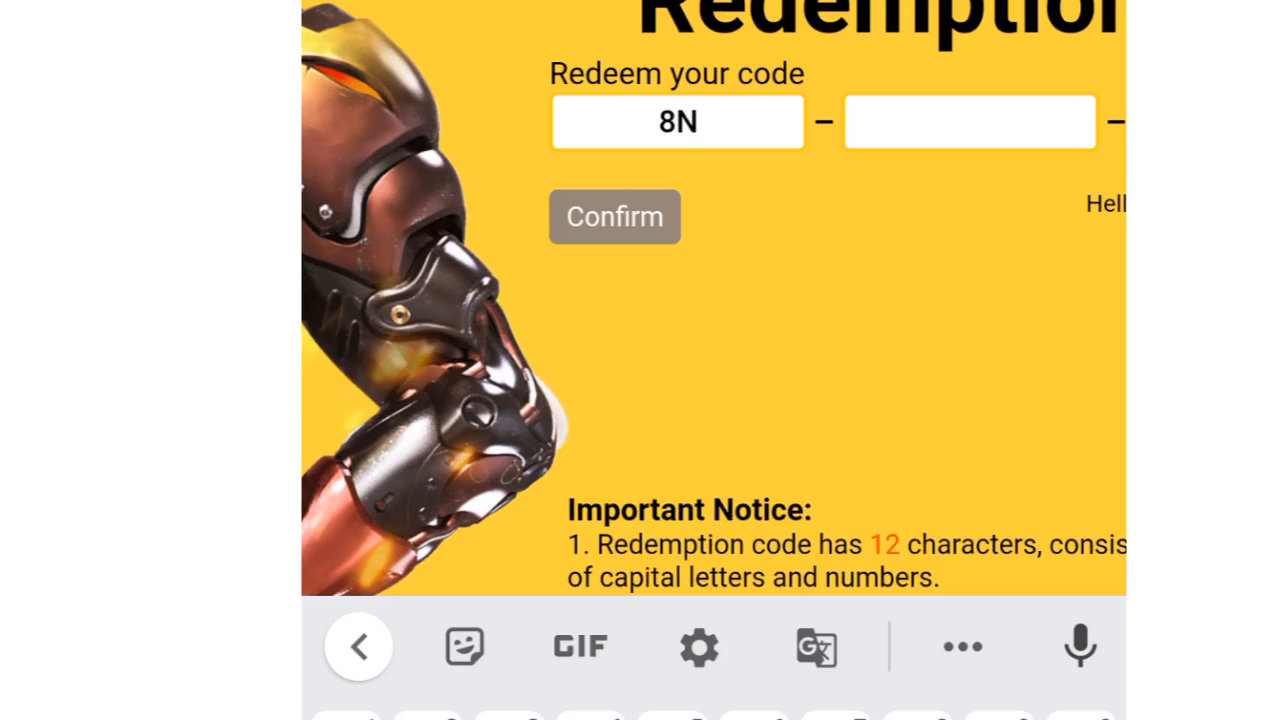 Redemption
Redeem your code
8N – –
Confirm
Hell
Important Notice:
1. Redemption code has 12 characters, consis
of capital letters and numbers.
GIF
G